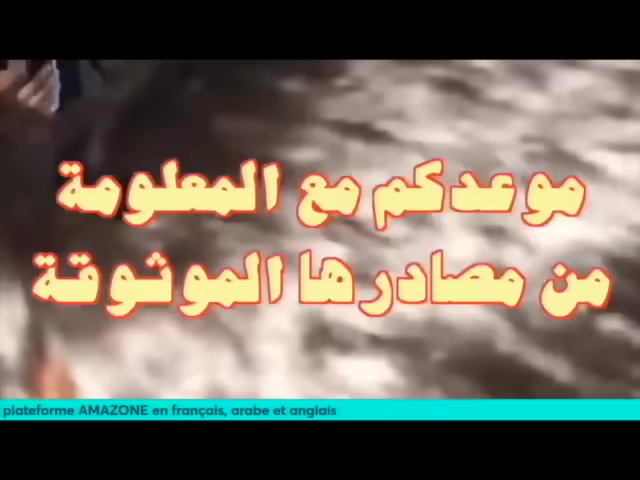 موعدكم مع المعلومة
من مصادرها الموثوقة
plateforme AMAZONE en français, arabe et anglais